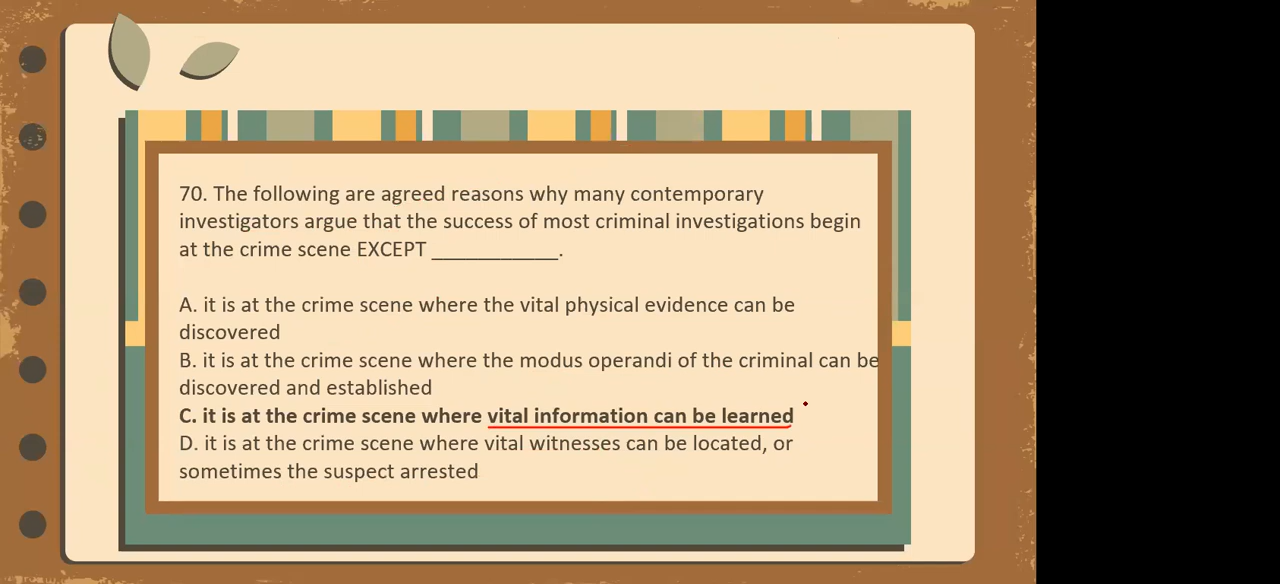 70. The following are agreed reasons why many contemporary
investigators argue that the success of most criminal investigations begin
at the crime scene EXCEPT ___________.
A. it is at the crime scene where the vital physical evidence can be
discovered
B. it is at the crime scene where the modus operandi of the criminal can be
discovered and established
C. it is at the crime scene where vital information can be learned
D. it is at the crime scene where vital witnesses can be located, or
sometimes the suspect arrested